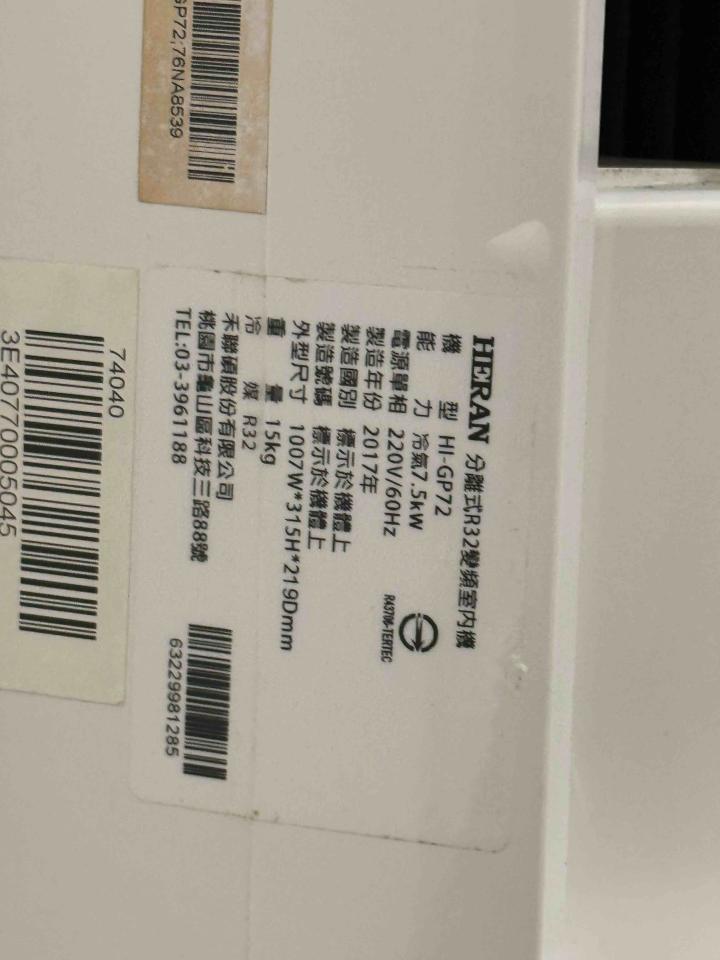 HERAN 分離式R32變頻室內機
機 型 HI-GP72
能 力 冷氣7.5kW
電源單相 220V/60Hz
製造年份 2017年
製造國別 標示於機體上
製造號碼 標示於機體上
外型尺寸 1007W*315H*219Dmm
重 量 15kg
冷 媒 R32
禾聯碩股份有限公司
桃園市龜山區科技三路88號
TEL:03-3961188
R43706-TERTEC
63229981285
GP72;76NA8539
74040
3E40770005045